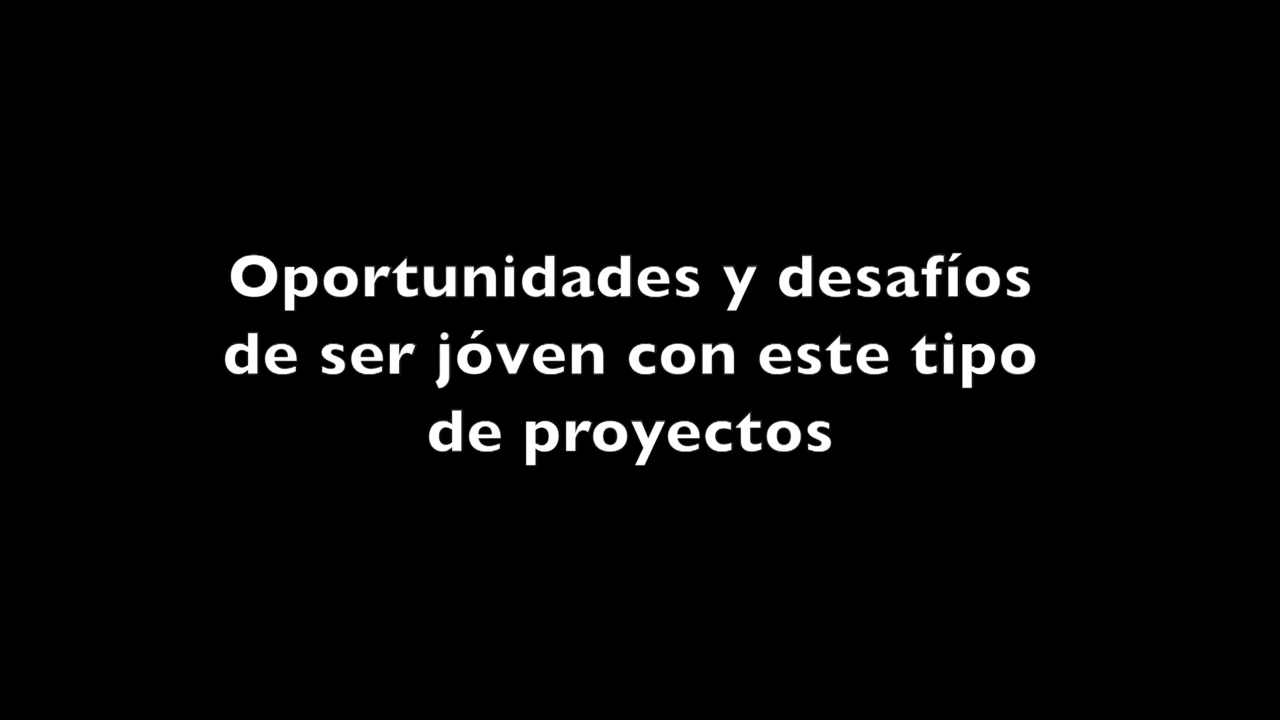 Oportunidades y desafíos
de ser jóven con este tipo
de proyectos